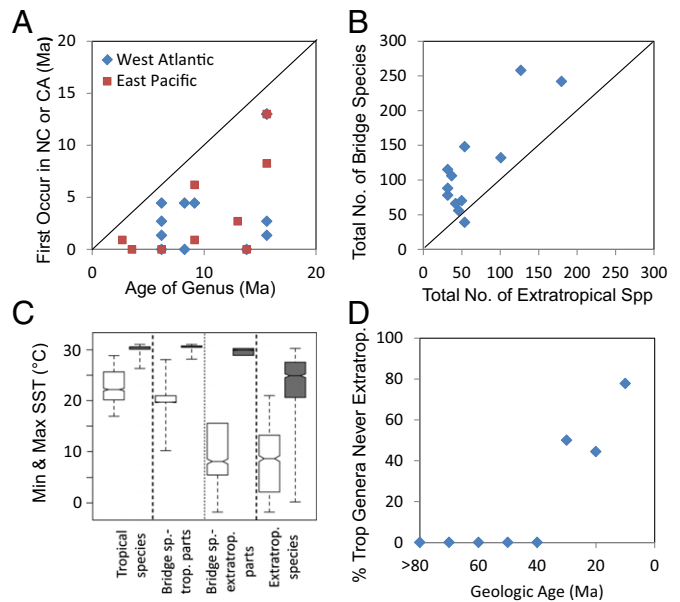 A
First Occur in NC or CA (Ma)
20
15
10
5
0
West Atlantic
East Pacific
0
10
20
Age of Genus (Ma)
B
Total No. of Bridge Species
300
250
200
150
100
50
0
0
50
100
150
200
250
300
Total No. of Extratropical Spp
C
Min & Max SST (°C)
30
20
10
0
Tropical
species
Bridge sp.-
trop. parts
Bridge sp.-
extratrop.
parts
Extratrop.
species
D
% Trop Genera Never Extratrop.
100
80
60
40
20
0
>80
60
40
20
0
Geologic Age (Ma)